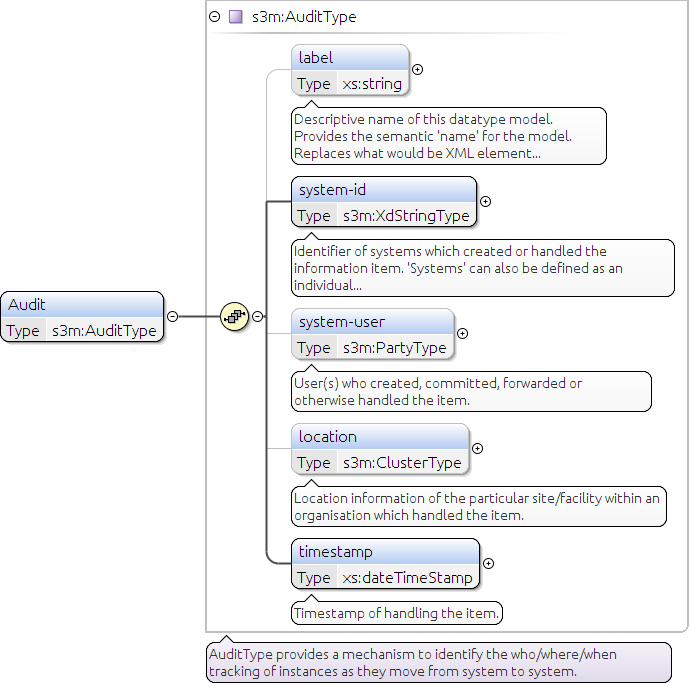 s3m:AuditType
label
Type xs:string
Descriptive name of this datatype model.
Provides the semantic 'name' for the model.
Replaces what would be XML element...
system-id
Type s3m:XdStringType
Identifier of systems which created or handled the
information item. 'Systems' can also be defined as an
individual...
Audit
Type s3m:AuditType
system-user
Type s3m:PartyType
User(s) who created, committed, forwarded or
otherwise handled the item.
location
Type s3m:ClusterType
Location information of the particular site/facility within an
organisation which handled the item.
timestamp
Type xs:dateTimeStamp
Timestamp of handling the item.
AuditType provides a mechanism to identify the who/where/when
tracking of instances as they move from system to system.